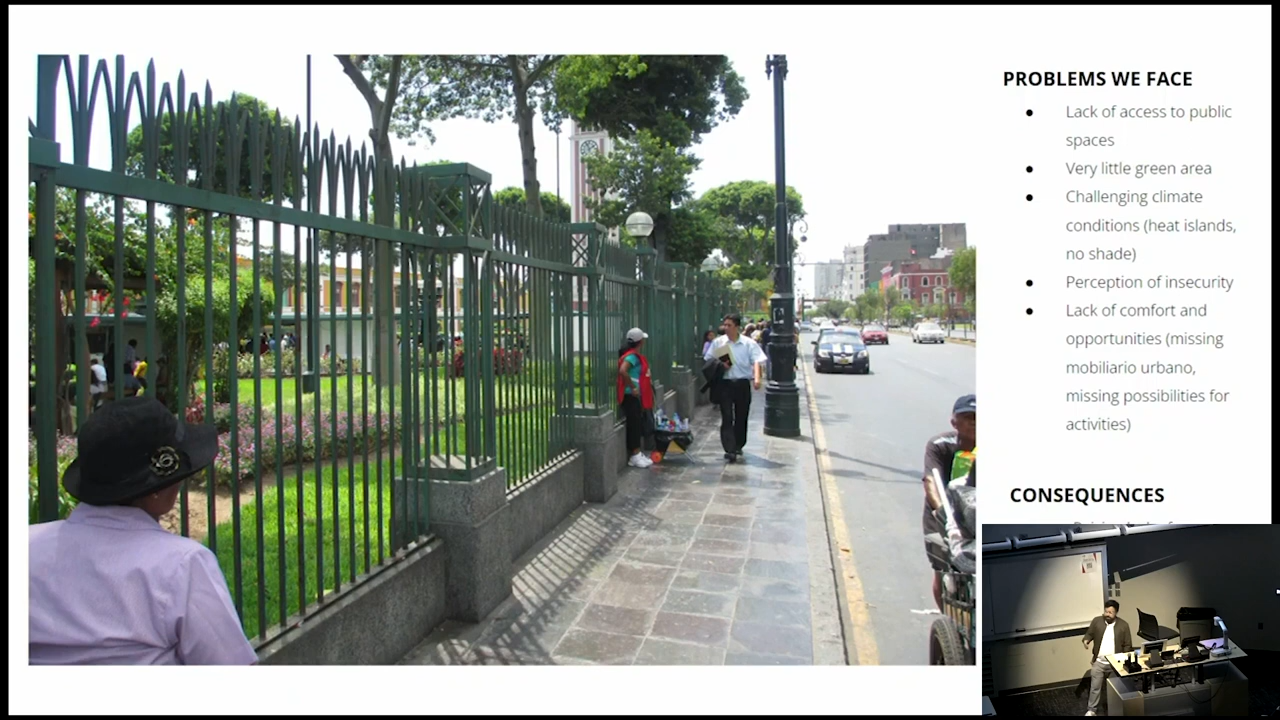 PROBLEMS WE FACE
● Lack of access to public
spaces
● Very little green area
● Challenging climate
conditions (heat islands,
no shade)
● Perception of insecurity
● Lack of comfort and
opportunities (missing
mobiliario urbano,
missing possibilities for
activities)
CONSEQUENCES